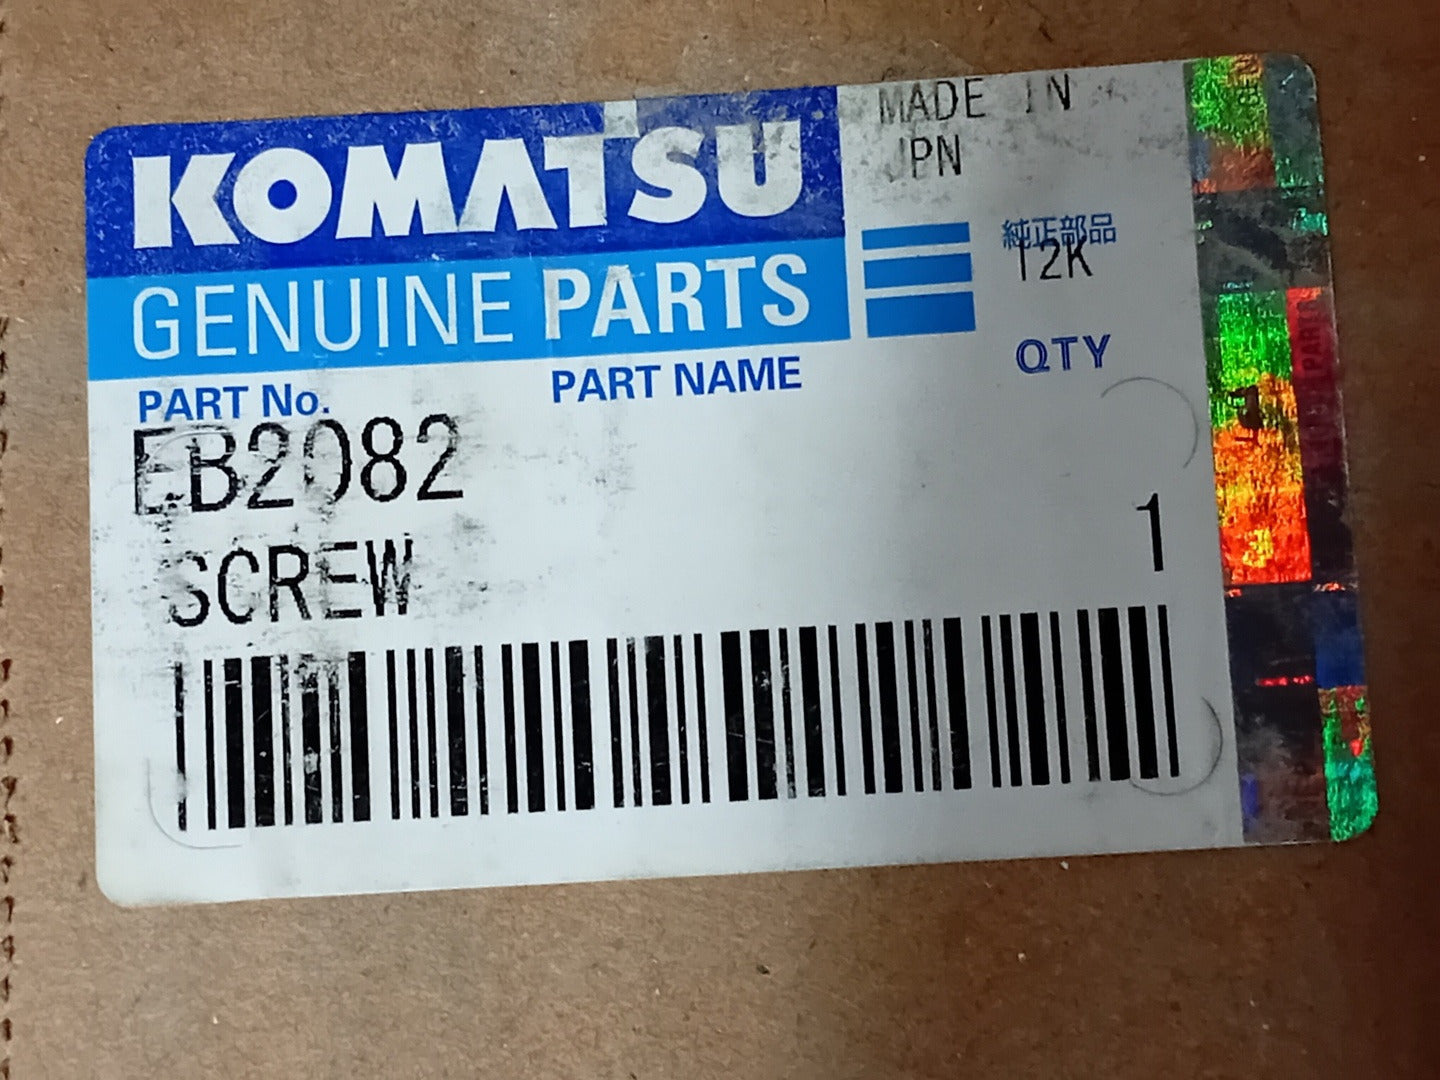 KOMATSU
GENUINE PARTS
MADE IN
JPN
純正部品
12K
PART No.
PART NAME
QTY
EB2082
SCREW
1